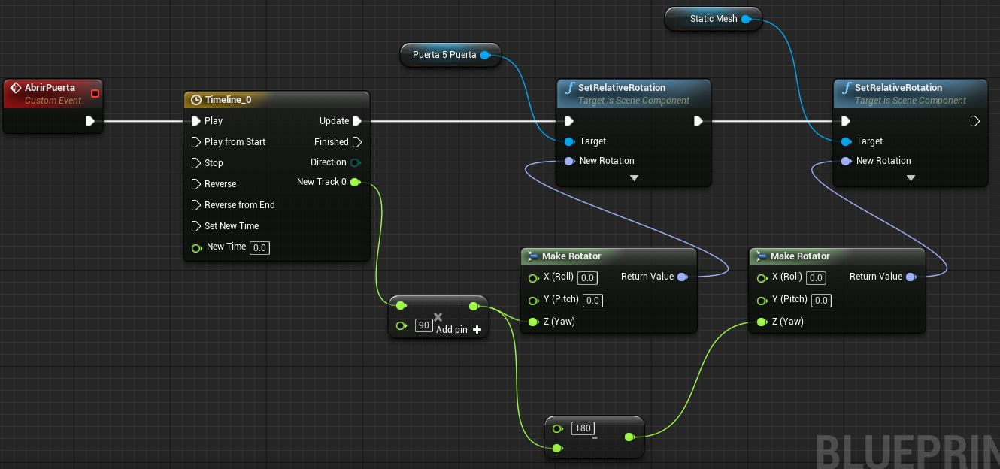 Static Mesh
Puerta 5 Puerta
AbrirPuerta
Custom Event
Timeline_0
Play
Update
Play from Start
Finished
Stop
Direction
Reverse
New Track 0
Reverse from End
Set New Time
New Time 0.0
SetRelativeRotation
Target is Scene Component
Target
New Rotation
SetRelativeRotation
Target is Scene Component
Target
New Rotation
Make Rotator
X (Roll) 0.0
Return Value
Y (Pitch) 0.0
Z (Yaw)
Make Rotator
X (Roll) 0.0
Return Value
Y (Pitch) 0.0
Z (Yaw)
×
90
Add pin +
180
-
BLUEPRIN